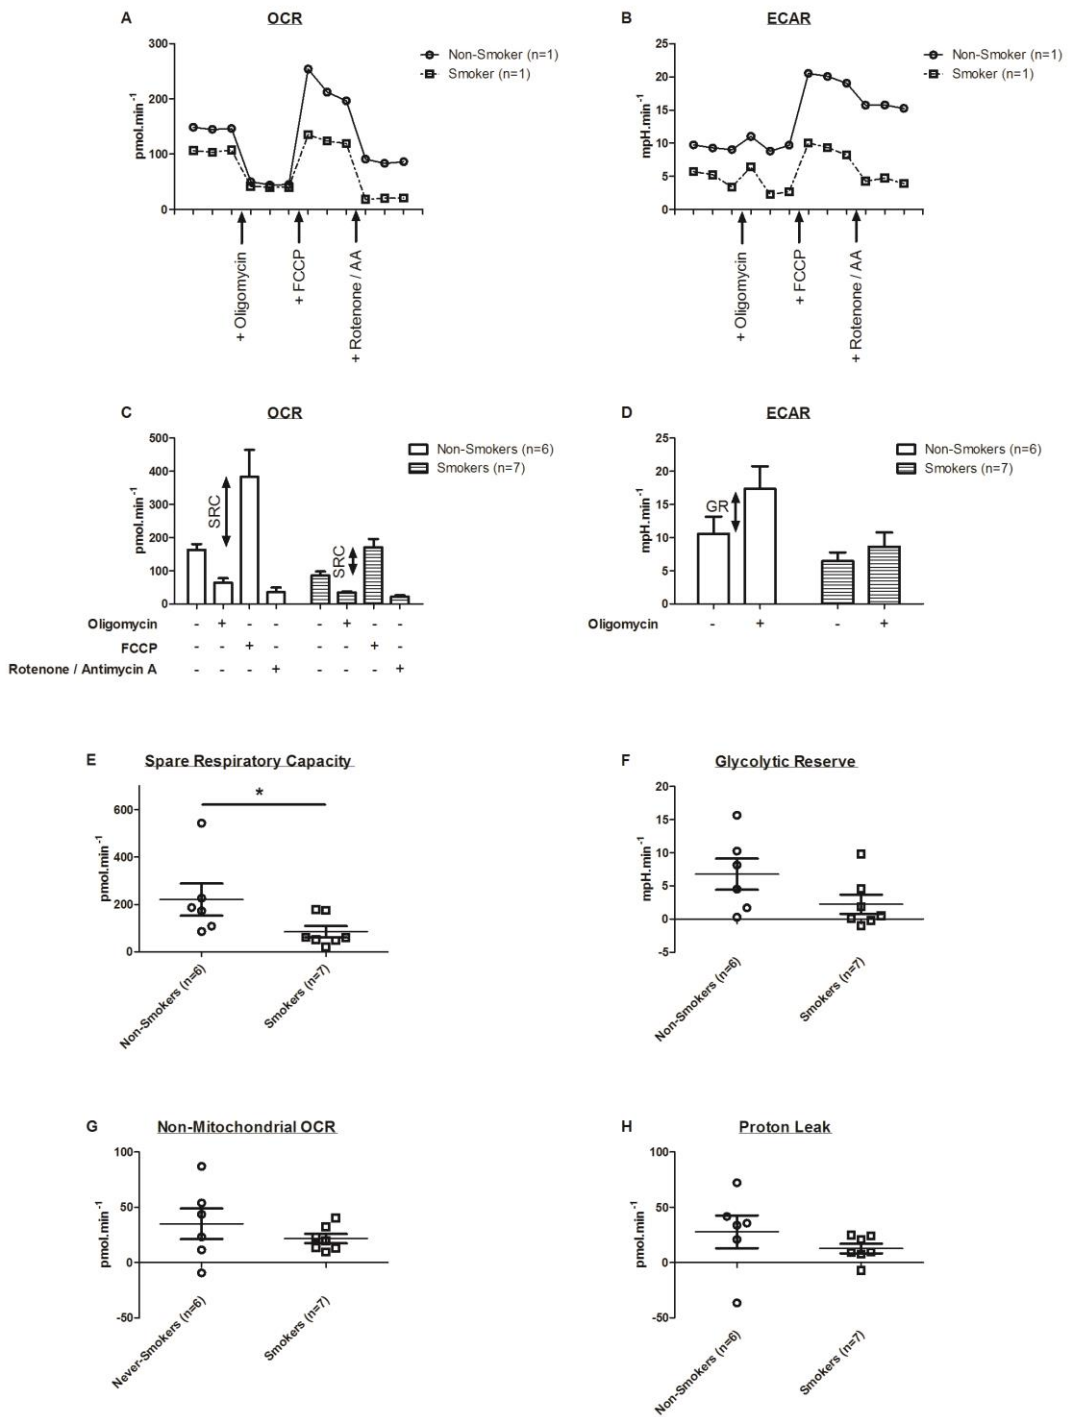 A
OCR
300
200
100
0
pmol.min-1
Non-Smoker (n=1)
Smoker (n=1)
+ Oligomycin
+ FCCP
+ Rotenone / AA
B
ECAR
25
20
15
10
5
0
mpH.min-1
Non-Smoker (n=1)
Smoker (n=1)
+ Oligomycin
+ FCCP
+ Rotenone / AA
C
OCR
500
400
300
200
100
0
pmol.min-1
SRC
SRC
Non-Smokers (n=6)
Smokers (n=7)
Oligomycin - + - - - + - -
FCCP - - + - - - + -
Rotenone / Antimycin A - - - + - - - +
D
ECAR
25
20
15
10
5
0
mpH.min-1
GR
Non-Smokers (n=6)
Smokers (n=7)
Oligomycin - + - +
E
Spare Respiratory Capacity
*
600
400
200
0
pmol.min-1
Non-Smokers (n=6)
Smokers (n=7)
F
Glycolytic Reserve
20
15
10
5
0
-5
mpH.min-1
Non-Smokers (n=6)
Smokers (n=7)
G
Non-Mitochondrial OCR
100
50
0
-50
pmol.min-1
Never-Smokers (n=6)
Smokers (n=7)
H
Proton Leak
100
50
0
-50
pmol.min-1
Non-Smokers (n=6)
Smokers (n=7)